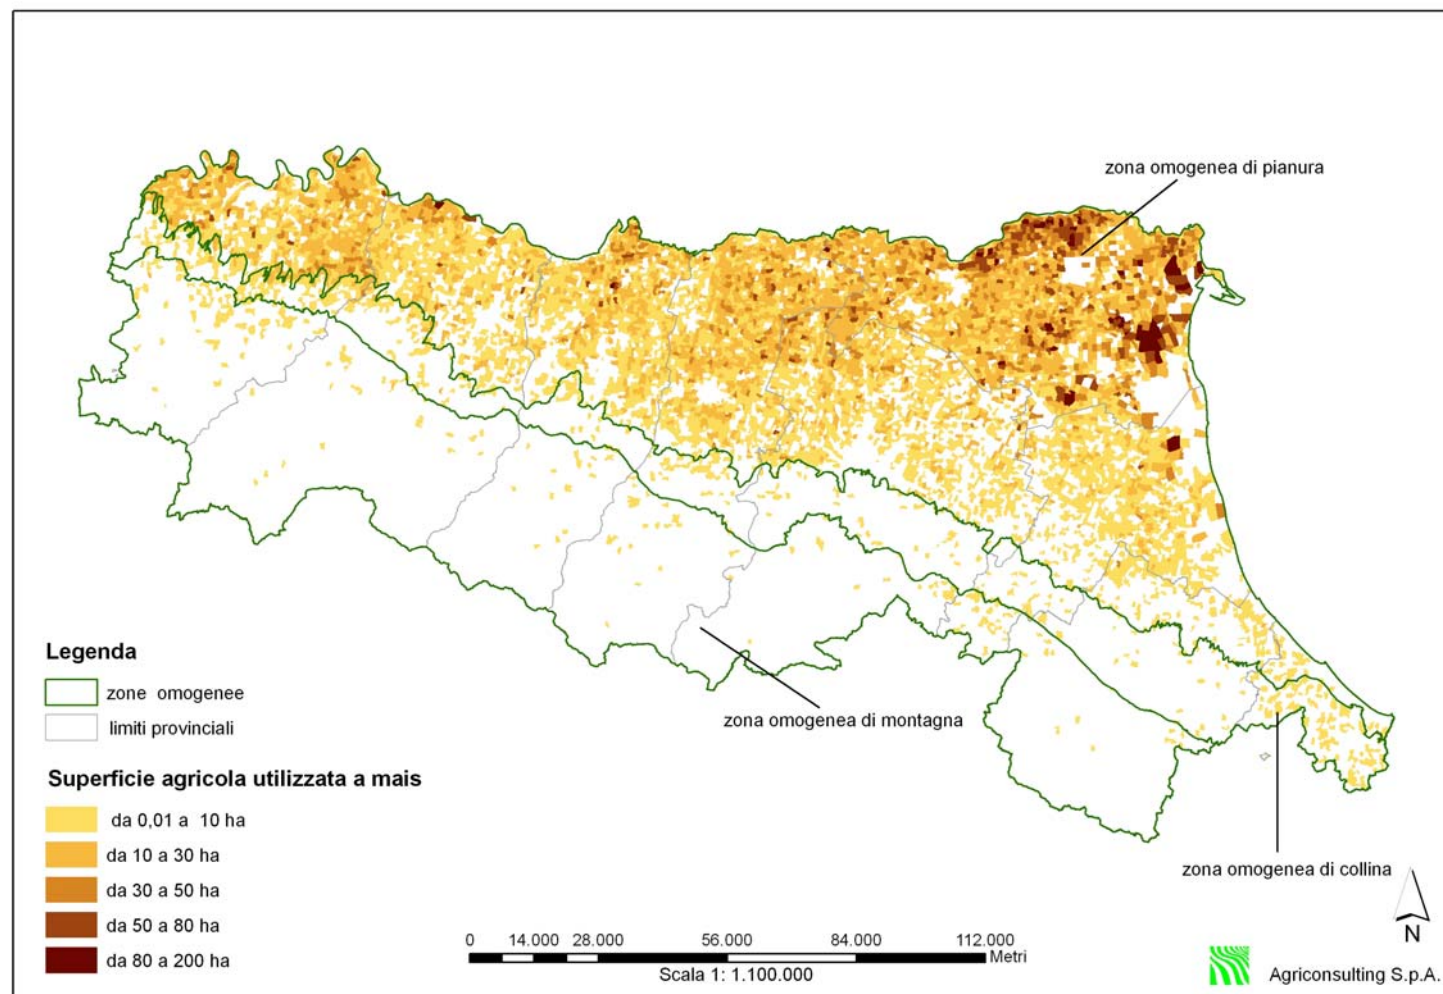 zona omogenea di pianura
Legenda
zone omogenee
limiti provinciali
zona omogenea di montagna
Superficie agricola utilizzata a mais
da 0,01 a 10 ha
da 10 a 30 ha
da 30 a 50 ha
da 50 a 80 ha
da 80 a 200 ha
zona omogenea di collina
N
0 14.000 28.000 56.000 84.000 112.000
Metri
Scala 1: 1.100.000
Agriconsulting S.p.A.